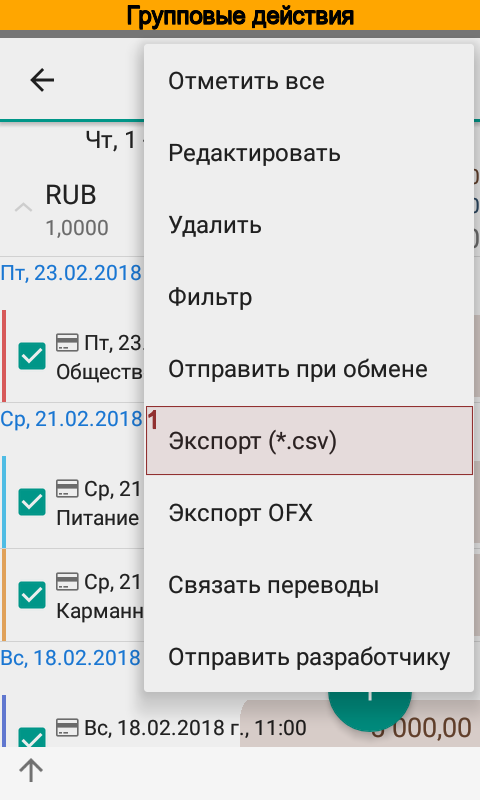 Групповые действия
Чт, 1
RUB
1,0000
Пт, 23.02.2018
Пт, 23.
Обществ
Ср, 21.02.2018
Ср, 21
Питание
Ср, 21
Карманн
Вс, 18.02.2018
Вс, 18.02.2018 г., 11:00
000,00
Отметить все
Редактировать
Удалить
Фильтр
Отправить при обмене
1
Экспорт (*.csv)
Экспорт OFX
Связать переводы
Отправить разработчику